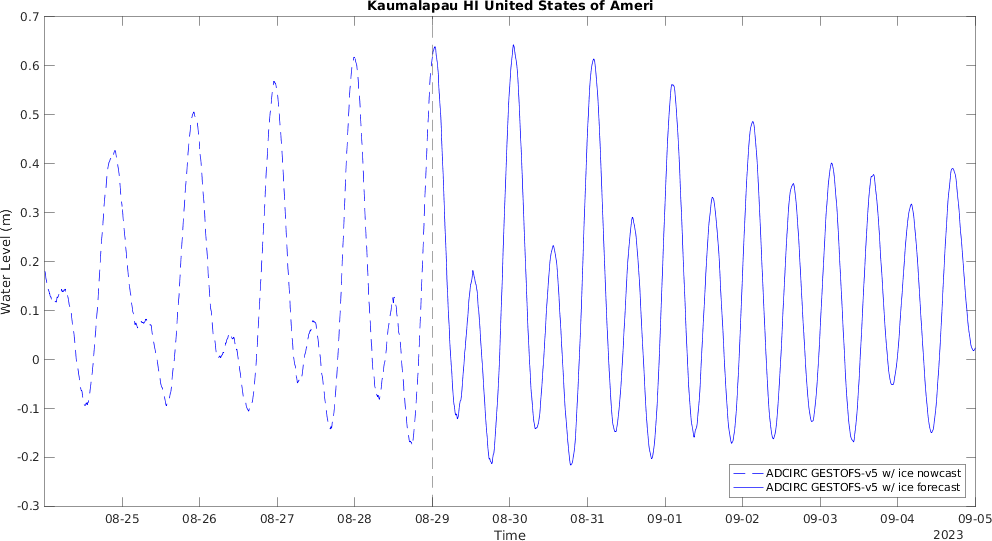 Kaumalapau HI United States of Ameri
0.7
0.6
0.5
0.4
0.3
0.2
0.1
0
-0.1
-0.2
-0.3
Water Level (m)
08-25 08-26 08-27 08-28 08-29 08-30 08-31 09-01 09-02 09-03 09-04 09-05
Time
2023
ADCIRC GESTOFS-v5 w/ ice nowcast
ADCIRC GESTOFS-v5 w/ ice forecast